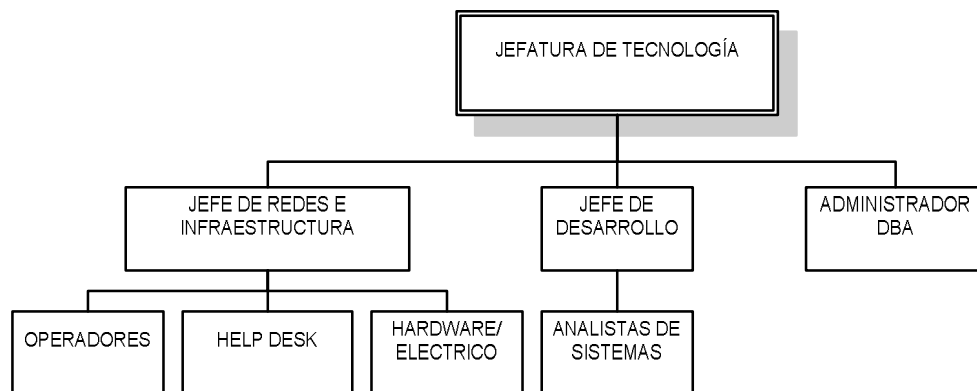 JEFATURA DE TECNOLOGÍA
JEFE DE REDES E
INFRAESTRUCTURA
JEFE DE
DESARROLLO
ADMINISTRADOR
DBA
OPERADORES
HELP DESK
HARDWARE/
ELECTRICO
ANALISTAS DE
SISTEMAS